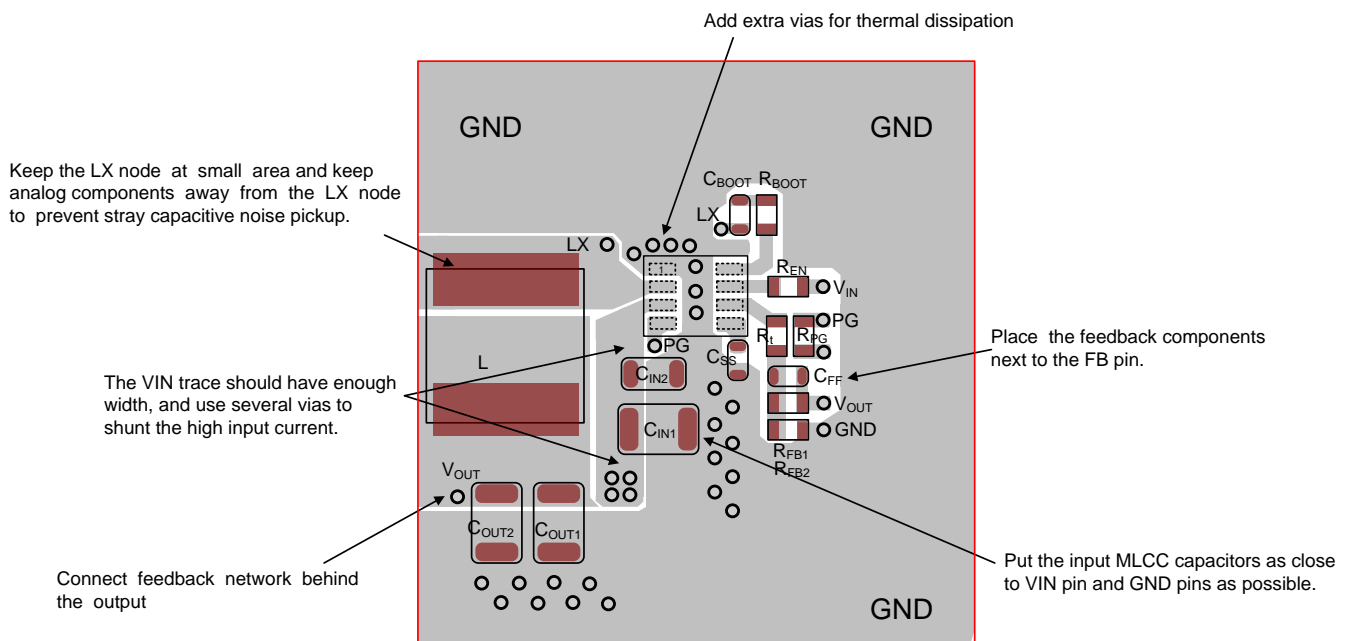 Add extra vias for thermal dissipation
GND
GND
Keep the LX node at small area and keep
analog components away from the LX node
to prevent stray capacitive noise pickup.
CBOOT RBOOT
LX
LX
1
REN
VIN
PG
Rt
RPG
Place the feedback components
next to the FB pin.
PG
CSS
L
CIN2
CFF
The VIN trace should have enough
width, and use several vias to
shunt the high input current.
VOUT
CIN1
GND
RFB1
RFB2
VOUT
COUT2
COUT1
Put the input MLCC capacitors as close
to VIN pin and GND pins as possible.
Connect feedback network behind
the output
GND